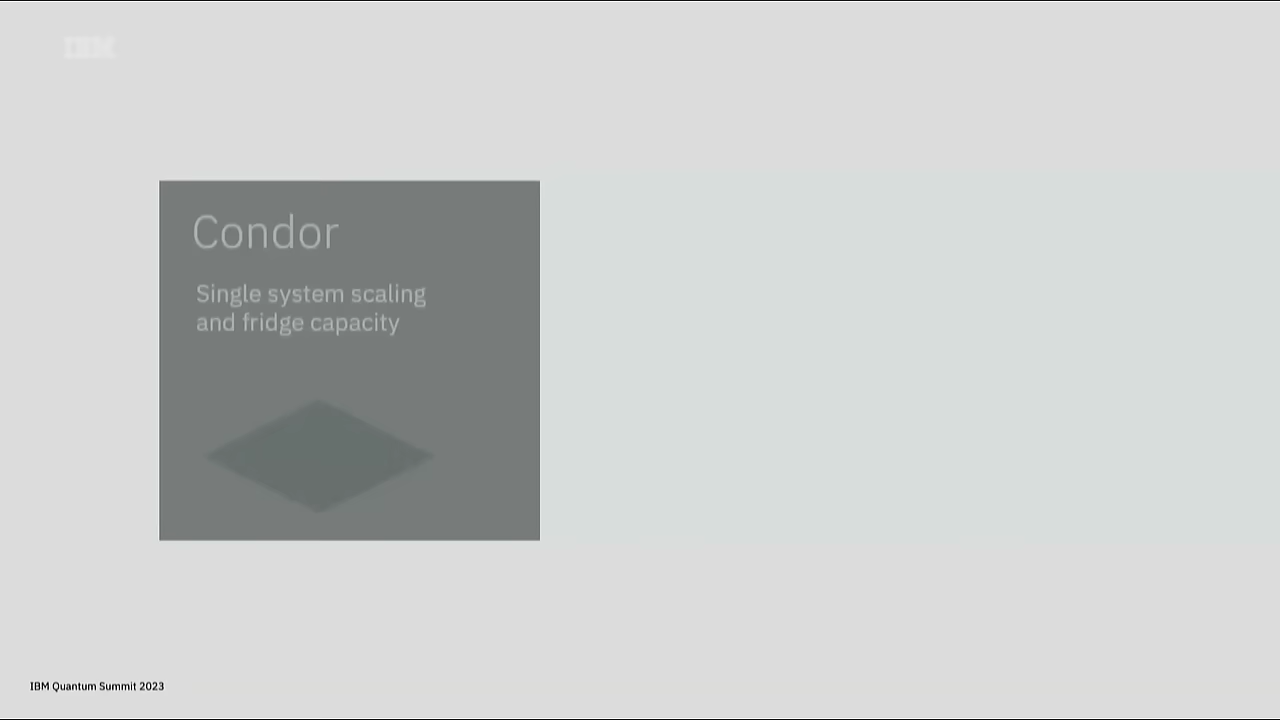 IBM
Condor
Single system scaling
and fridge capacity
IBM Quantum Summit 2023